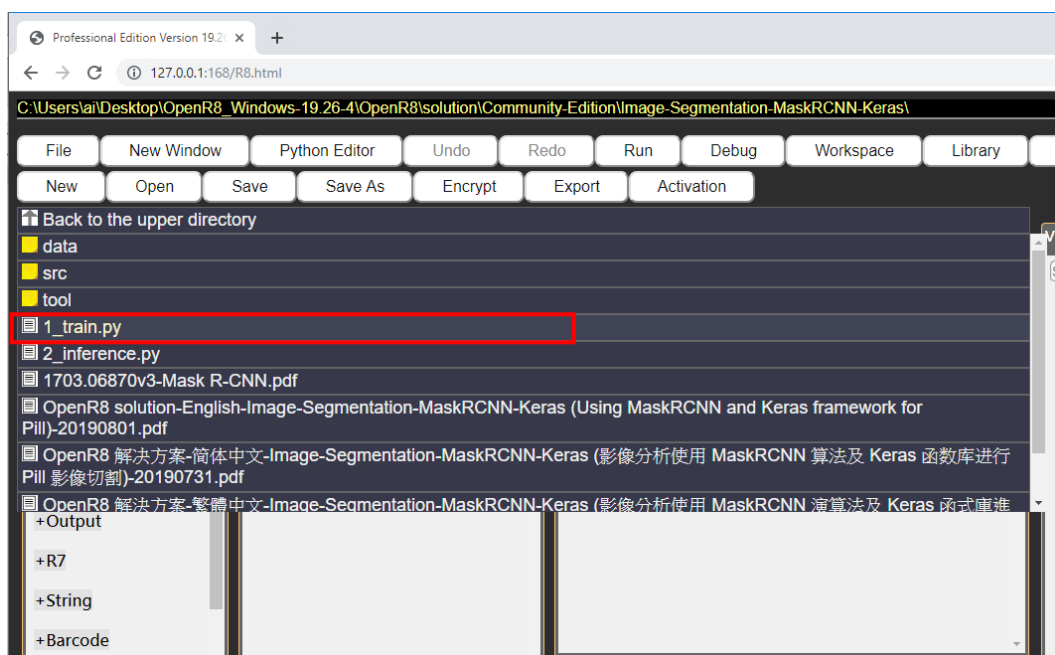 Professional Edition Version 19.2
127.0.0.1:168/R8.html
C:\Users\ai\Desktop\OpenR8_Windows-19.26-4\OpenR8\solution\Community-Edition\Image-Segmentation-MaskRCNN-Keras\
File New Window Python Editor Undo Redo Run Debug Workspace Library
New Open Save Save As Encrypt Export Activation
Back to the upper directory
data
src
tool
1_train.py
2_inference.py
1703.06870v3-Mask R-CNN.pdf
OpenR8 solution-English-Image-Segmentation-MaskRCNN-Keras (Using MaskRCNN and Keras framework for
Pill)-20190801.pdf
OpenR8 解决方案-简体中文-Image-Segmentation-MaskRCNN-Keras (影像分析使用 MaskRCNN 算法及 Keras 函数库进行
Pill 影像切割)-20190731.pdf
OpenR8 解決方案-繁體中文-Image-Segmentation-MaskRCNN-Keras (影像分析使用 MaskRCNN 演算法及 Keras 函式庫進
+Output
+R7
+String
+Barcode